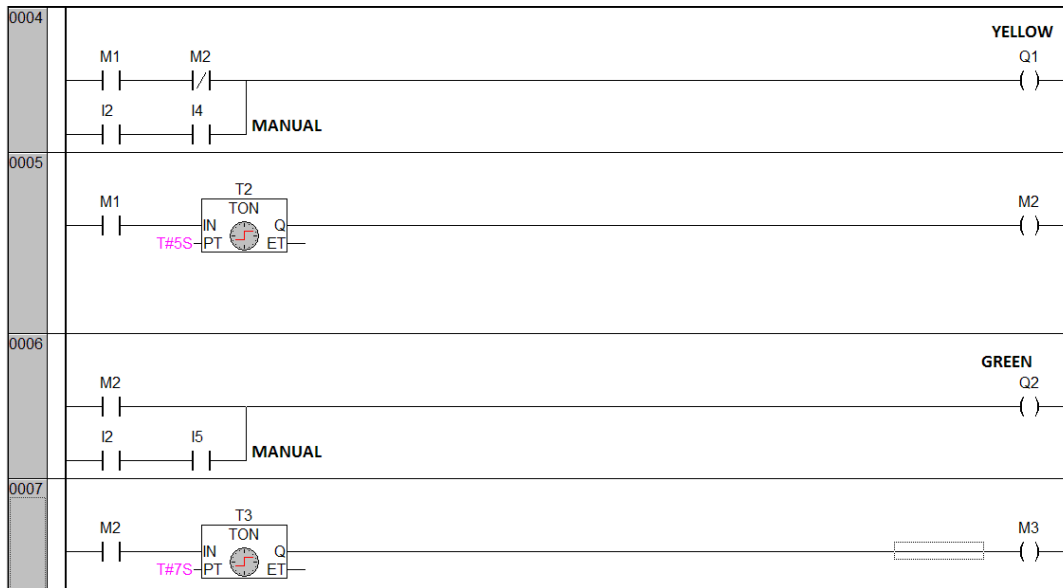 0004
YELLOW
M1 M2 Q1
I2 I4 MANUAL
0005
T2
M1 TON M2
IN Q
T#5S PT ET
0006
GREEN
M2 Q2
I2 I5 MANUAL
0007
T3
M2 TON M3
IN Q
T#7S PT ET